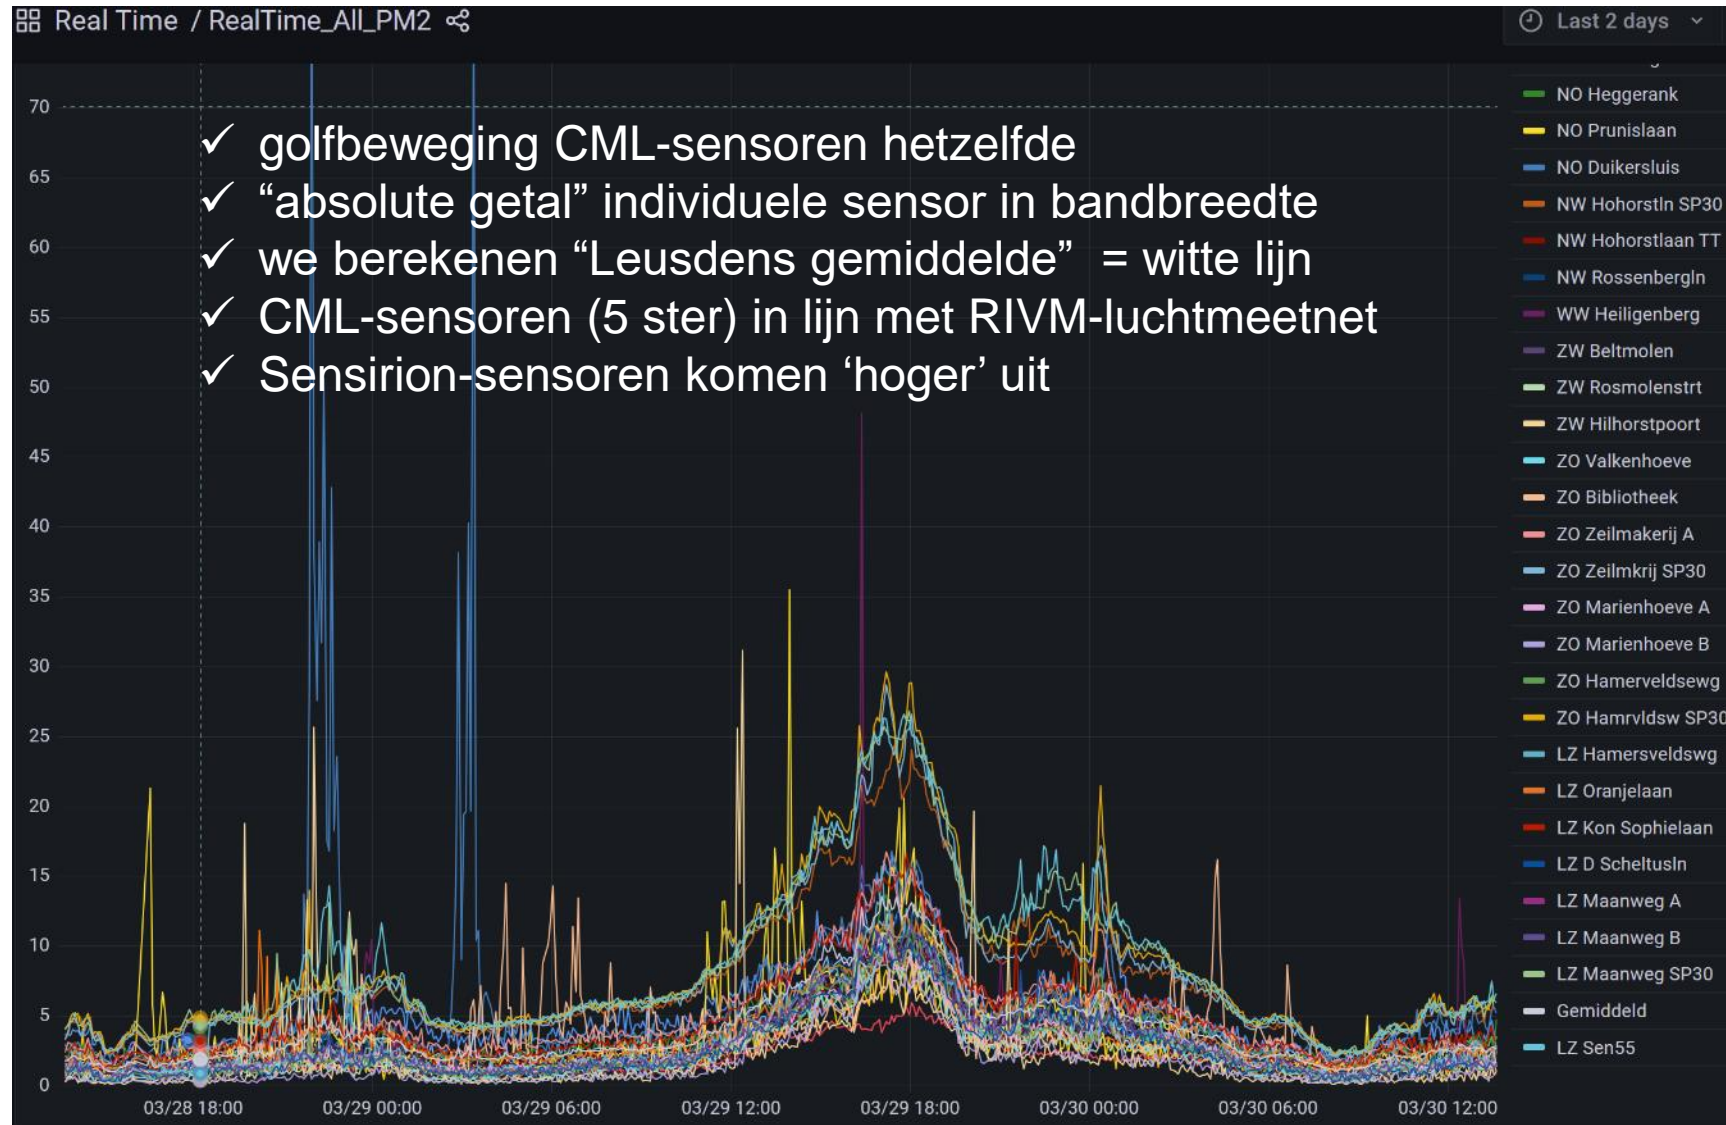 Real Time / RealTime_All_PM2
Last 2 days
✓ golfbeweging CML-sensoren hetzelfde
✓ “absolute getal” individuele sensor in bandbreedte
✓ we berekenen “Leusdens gemiddelde” = witte lijn
✓ CML-sensoren (5 ster) in lijn met RIVM-luchtmeetnet
✓ Sensirion-sensoren komen ‘hoger’ uit
70
65
60
55
50
45
40
35
30
25
20
15
10
5
0
03/28 18:00
03/29 00:00
03/29 06:00
03/29 12:00
03/29 18:00
03/30 00:00
03/30 06:00
03/30 12:00
NO Heggerank
NO Prunislaan
NO Duikersluis
NW Hohorstln SP30
NW Hohorstlaan TT
NW Rossenbergln
WW Heiligenberg
ZW Beltmolen
ZW Rosmolenstrt
ZW Hilhorstpoort
ZO Valkenhoeve
ZO Bibliotheek
ZO Zeilmakerij A
ZO Zeilmkrij SP30
ZO Marienhoeve A
ZO Marienhoeve B
ZO Hamerveldsewg
ZO Hamrvldsw SP30
LZ Hamersveldswg
LZ Oranjelaan
LZ Kon Sophielaan
LZ D Scheltusln
LZ Maanweg A
LZ Maanweg B
LZ Maanweg SP30
Gemiddeld
LZ Sen55